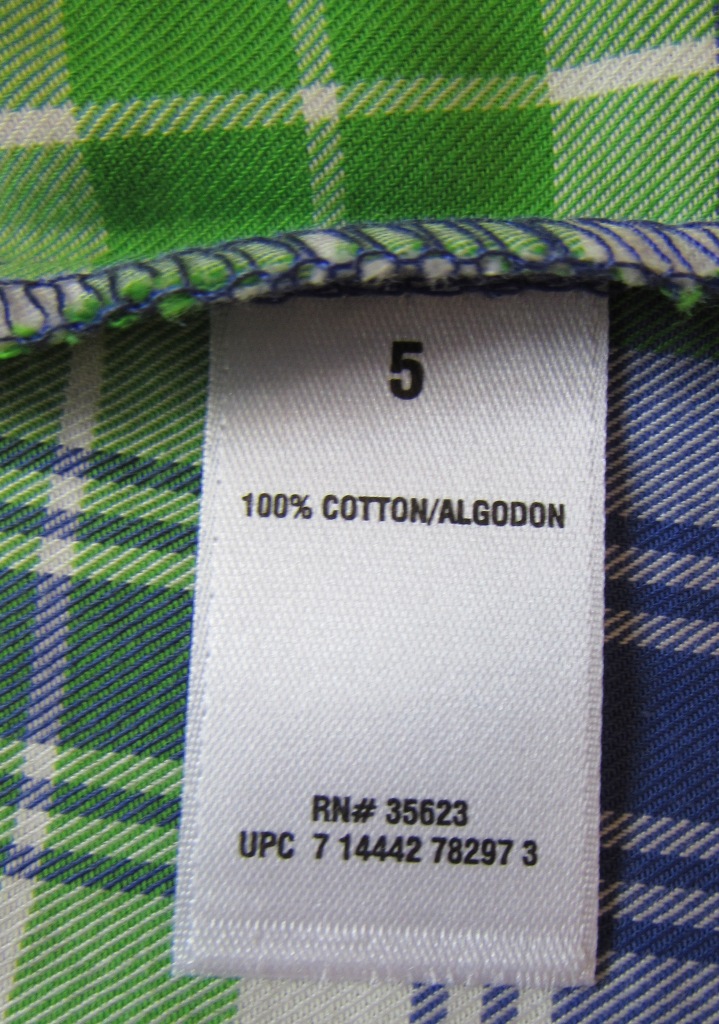 5
100% COTTON/ALGODON
RN# 35623
UPC 7 14442 78297 3